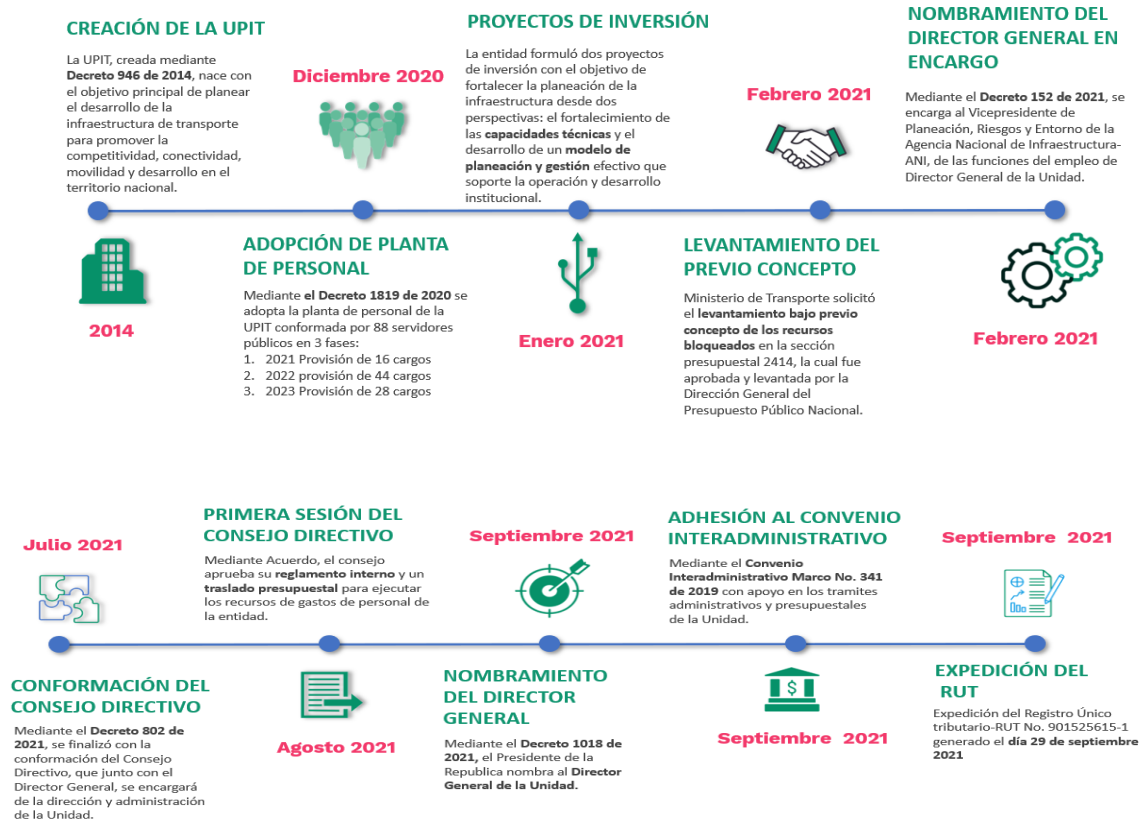 CREACIÓN DE LA UPIT
La UPIT, creada mediante
Decreto 946 de 2014, nace con
el objetivo principal de planear
el desarrollo de la
infraestructura de transporte
para promover la
competitividad, conectividad,
movilidad y desarrollo en el
territorio nacional.
2014
Diciembre 2020
ADOPCIÓN DE PLANTA
DE PERSONAL
Mediante el Decreto 1819 de 2020 se
adopta la planta de personal de la
UPIT conformada por 88 servidores
públicos en 3 fases:
1. 2021 Provisión de 16 cargos
2. 2022 provisión de 44 cargos
3. 2023 Provisión de 28 cargos
PROYECTOS DE INVERSIÓN
La entidad formuló dos proyectos
de inversión con el objetivo de
fortalecer la planeación de la
infraestructura desde dos
perspectivas: el fortalecimiento de
las capacidades técnicas y el
desarrollo de un modelo de
planeación y gestión efectivo que
soporte la operación y desarrollo
institucional.
Enero 2021
Febrero 2021
LEVANTAMIENTO DEL
PREVIO CONCEPTO
Ministerio de Transporte solicitó
el levantamiento bajo previo
concepto de los recursos
bloqueados en la sección
presupuestal 2414, la cual fue
aprobada y levantada por la
Dirección General del
Presupuesto Público Nacional.
NOMBRAMIENTO DEL
DIRECTOR GENERAL EN
ENCARGO
Mediante el Decreto 152 de 2021, se
encarga al Vicepresidente de
Planeación, Riesgos y Entorno de la
Agencia Nacional de Infraestructura-
ANI, de las funciones del empleo de
Director General de la Unidad.
Febrero 2021
Julio 2021
CONFORMACIÓN DEL
CONSEJO DIRECTIVO
Mediante el Decreto 802 de
2021, se finalizó con la
conformación del Consejo
Directivo, que junto con el
Director General, se encargará
de la dirección y administración
de la Unidad.
PRIMERA SESIÓN DEL
CONSEJO DIRECTIVO
Mediante Acuerdo, el consejo
aprueba su reglamento interno y un
traslado presupuestal para ejecutar
los recursos de gastos de personal de
la entidad.
Agosto 2021
Septiembre 2021
NOMBRAMIENTO
DEL DIRECTOR
GENERAL
Mediante el Decreto 1018 de
2021, el Presidente de la
Republica nombra al Director
General de la Unidad.
ADHESIÓN AL CONVENIO
INTERADMINISTRATIVO
Mediante el Convenio
Interadministrativo Marco No. 341
de 2019 con apoyo en los tramites
administrativos y presupuestales
de la Unidad.
$
Septiembre 2021
Septiembre 2021
EXPEDICIÓN DEL
RUT
Expedición del Registro Único
tributario-RUT No. 901525615-1
generado el día 29 de septiembre
2021